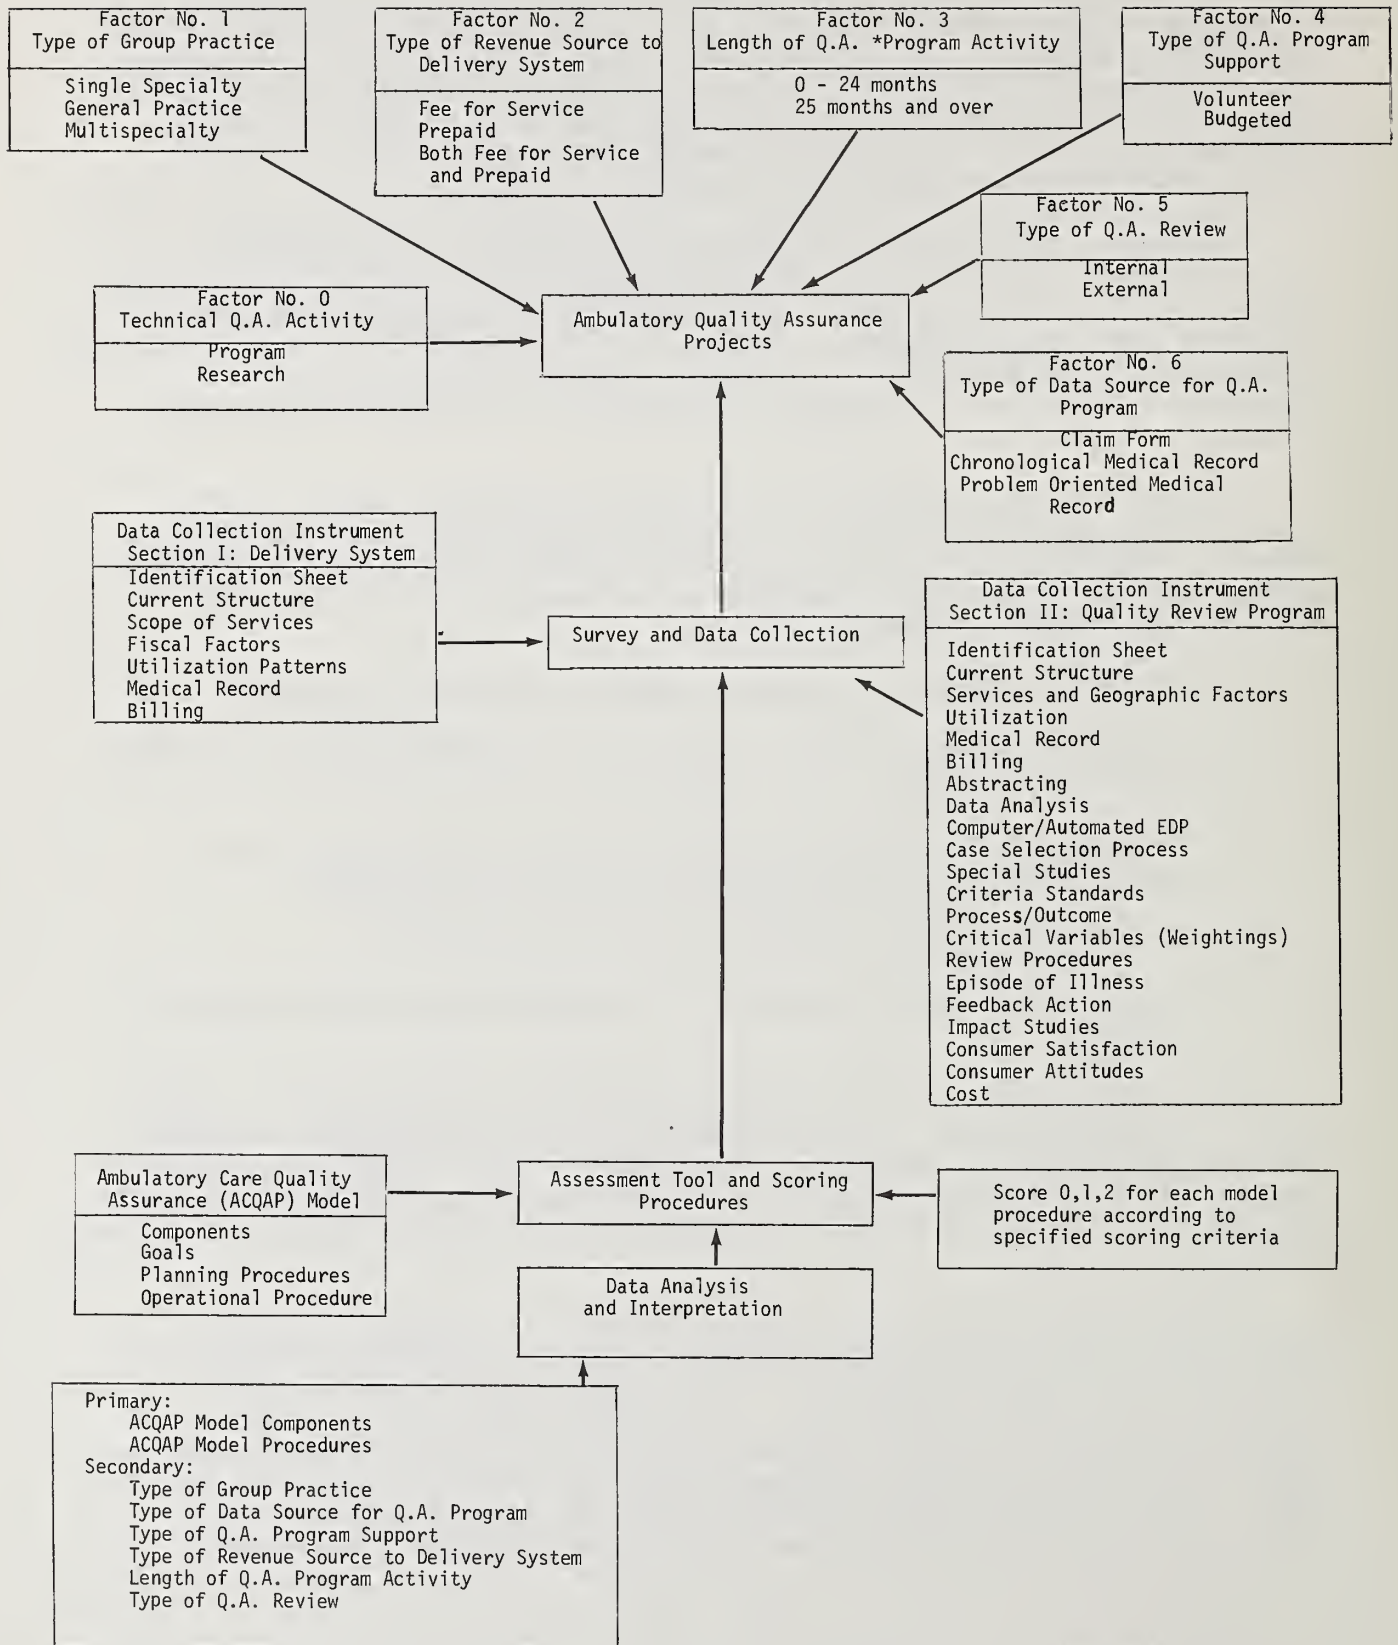 Factor No. 1
Type of Group Practice
Single Specialty
General Practice
Multispecialty
Factor No. 2
Type of Revenue Source to
Delivery System
Fee for Service
Prepaid
Both Fee for Service
and Prepaid
Factor No. 3
Length of Q.A. *Program Activity
0 - 24 months
25 months and over
Factor No. 4
Type of Q.A. Program
Support
Volunteer
Budgeted
Factor No. 5
Type of Q.A. Review
Internal
External
Factor No. 0
Technical Q.A. Activity
Program
Research
Ambulatory Quality Assurance
Projects
Factor No. 6
Type of Data Source for Q.A.
Program
Claim Form
Chronological Medical Record
Problem Oriented Medical
Record
Data Collection Instrument
Section I: Delivery System
Identification Sheet
Current Structure
Scope of Services
Fiscal Factors
Utilization Patterns
Medical Record
Billing
Survey and Data Collection
Data Collection Instrument
Section II: Quality Review Program
Identification Sheet
Current Structure
Services and Geographic Factors
Utilization
Medical Record
Billing
Abstracting
Data Analysis
Computer/Automated EDP
Case Selection Process
Special Studies
Criteria Standards
Process/Outcome
Critical Variables (Weightings)
Review Procedures
Episode of Illness
Feedback Action
Impact Studies
Consumer Satisfaction
Consumer Attitudes
Cost
Ambulatory Care Quality
Assurance (ACQAP) Model
Components
Goals
Planning Procedures
Operational Procedure
Assessment Tool and Scoring
Procedures
Score 0,1,2 for each model
procedure according to
specified scoring criteria
Data Analysis
and Interpretation
Primary:
ACQAP Model Components
ACQAP Model Procedures
Secondary:
Type of Group Practice
Type of Data Source for Q.A. Program
Type of Q.A. Program Support
Type of Revenue Source to Delivery System
Length of Q.A. Program Activity
Type of Q.A. Review